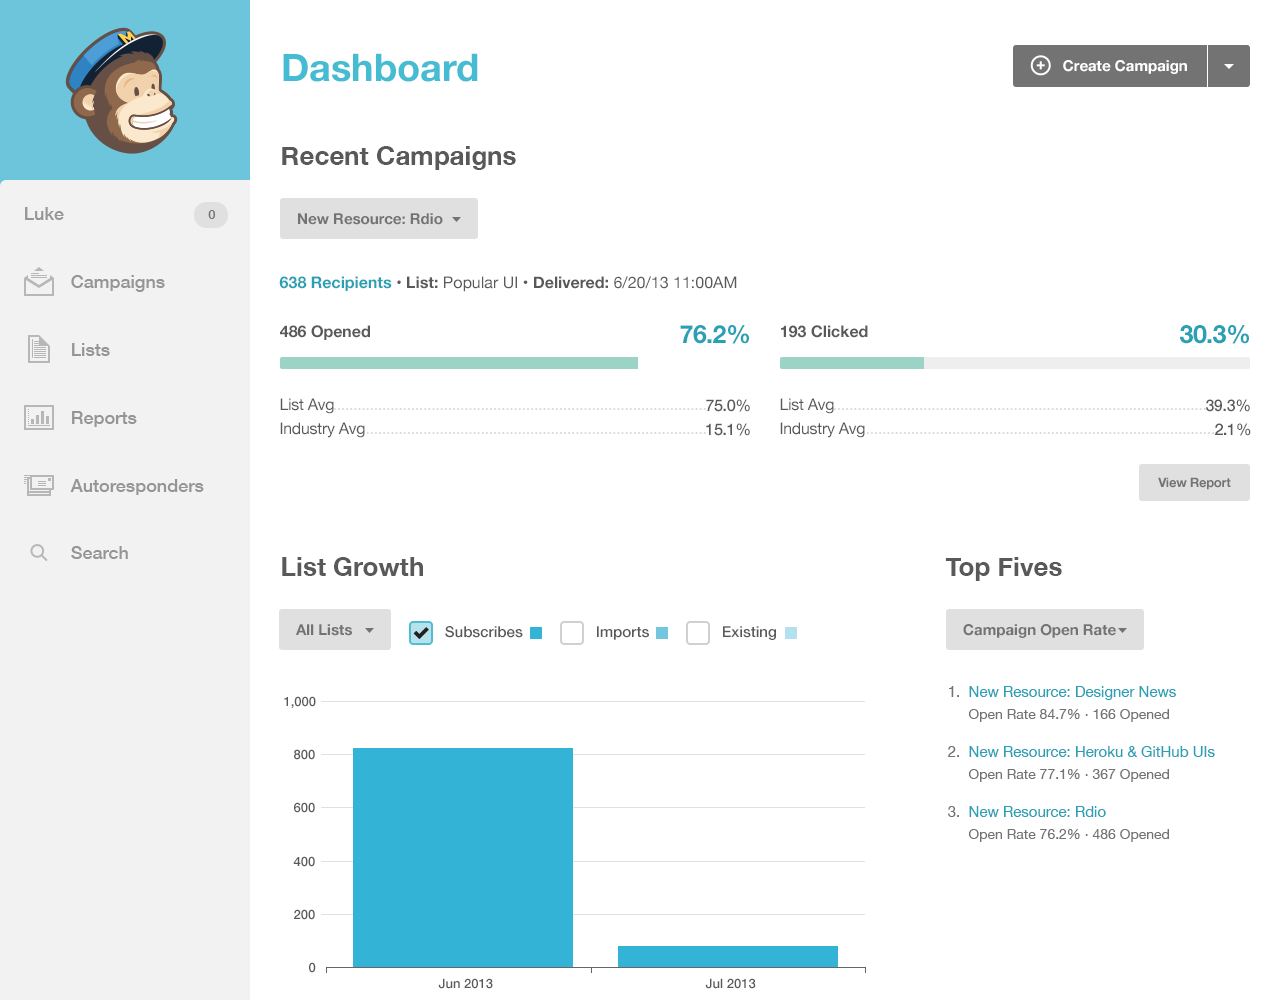 M
Dashboard
Create Campaign
Recent Campaigns
Luke
0
New Resource: Rdio
Campaigns
638 Recipients • List: Popular UI • Delivered: 6/20/13 11:00AM
486 Opened 76.2%
193 Clicked 30.3%
Lists
List Avg 75.0%
Industry Avg 15.1%
List Avg 39.3%
Industry Avg 2.1%
Reports
Autoresponders
View Report
Search
List Growth
All Lists
Subscribes
Imports
Existing
1,000
800
600
400
200
0
Jun 2013
Jul 2013
Top Fives
Campaign Open Rate
1. New Resource: Designer News
Open Rate 84.7% · 166 Opened
2. New Resource: Heroku & GitHub UIs
Open Rate 77.1% · 367 Opened
3. New Resource: Rdio
Open Rate 76.2% · 486 Opened